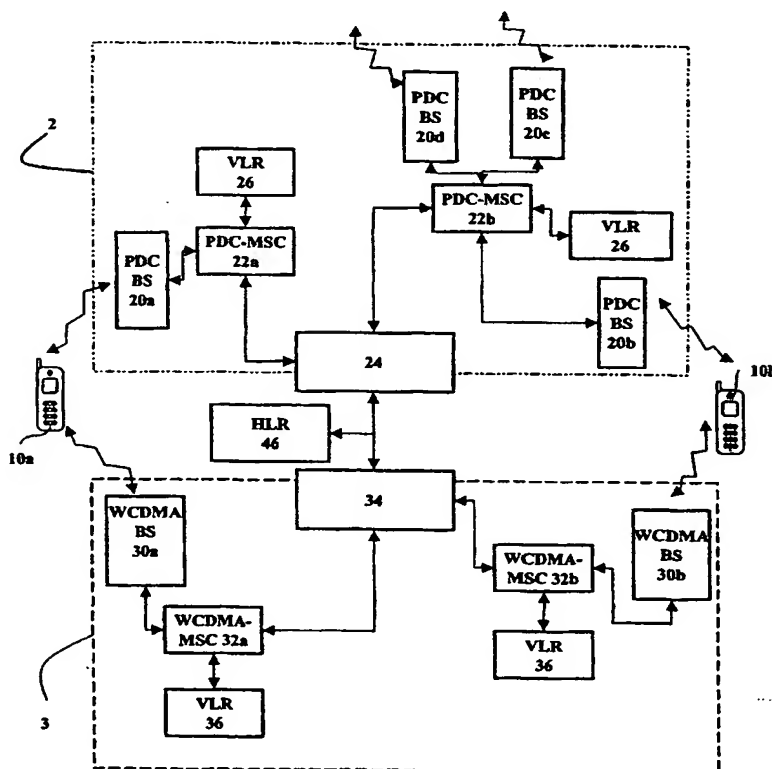 2
PDC
BS
20d
PDC
BS
20c
VLR
26
PDC-MSC
22b
PDC-MSC
22a
VLR
26
PDC
BS
20a
PDC
BS
20b
24
10b
HLR
46
10a
34
WCDMA
BS
30a
WCDMA-
MSC 32b
WCDMA
BS
30b
WCDMA-
MSC 32a
VLR
36
VLR
36
3